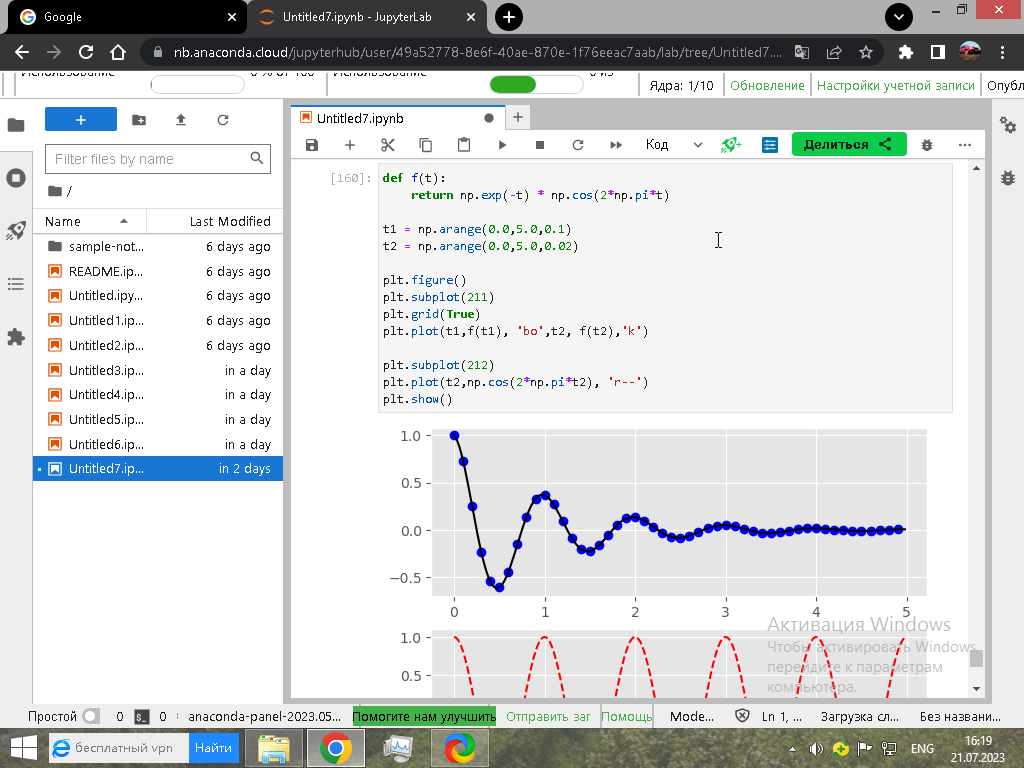 Google
Untitled7.ipynb - JupyterLab
nb.anaconda.cloud/jupyterhub/user/49a52778-8e6f-40ae-870e-1f76eeac7aab/lab/tree/Untitled7....
Использование
0 % от 100
Использование
Ядра: 1/10
Обновление
Настройки учетной записи
Опубл
Filter files by name
/
Name
Last Modified
sample-not... 6 days ago
README.ip... 6 days ago
Untitled.ipy... 6 days ago
Untitled1.ip... 6 days ago
Untitled2.ip... 6 days ago
Untitled3.ip... in a day
Untitled4.ip... in a day
Untitled5.ip... in a day
Untitled6.ip... in a day
Untitled7.ip... in 2 days
Untitled7.ipynb
Код
Делиться
[160]:
def f(t):
    return np.exp(-t) * np.cos(2*np.pi*t)
t1 = np.arange(0.0,5.0,0.1)
t2 = np.arange(0.0,5.0,0.02)
plt.figure()
plt.subplot(211)
plt.grid(True)
plt.plot(t1,f(t1), 'bo',t2, f(t2),'k')
plt.subplot(212)
plt.plot(t2,np.cos(2*np.pi*t2), 'r--')
plt.show()
1.0
0.5
0.0
−0.5
0 1 2 3 4 5
1.0
0.5
Активация Windows
Чтобы активировать Windows,
перейдите к параметрам
компьютера.
Простой 0 $_ 0 anaconda-panel-2023.05... Помогите нам улучшить Отправить заг Помощь Mode... Ln 1, ... Загрузка сл... Без названи...
бесплатный vpn
Найти
ENG
16:19
21.07.2023